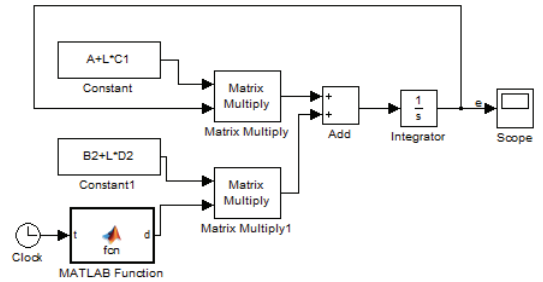 A+L*C1
Constant
Matrix
Multiply
Matrix Multiply
+
+
Add
1
s
Integrator
e
Scope
B2+L*D2
Constant1
Matrix
Multiply
Matrix Multiply1
Clock
t
fcn
d
MATLAB Function